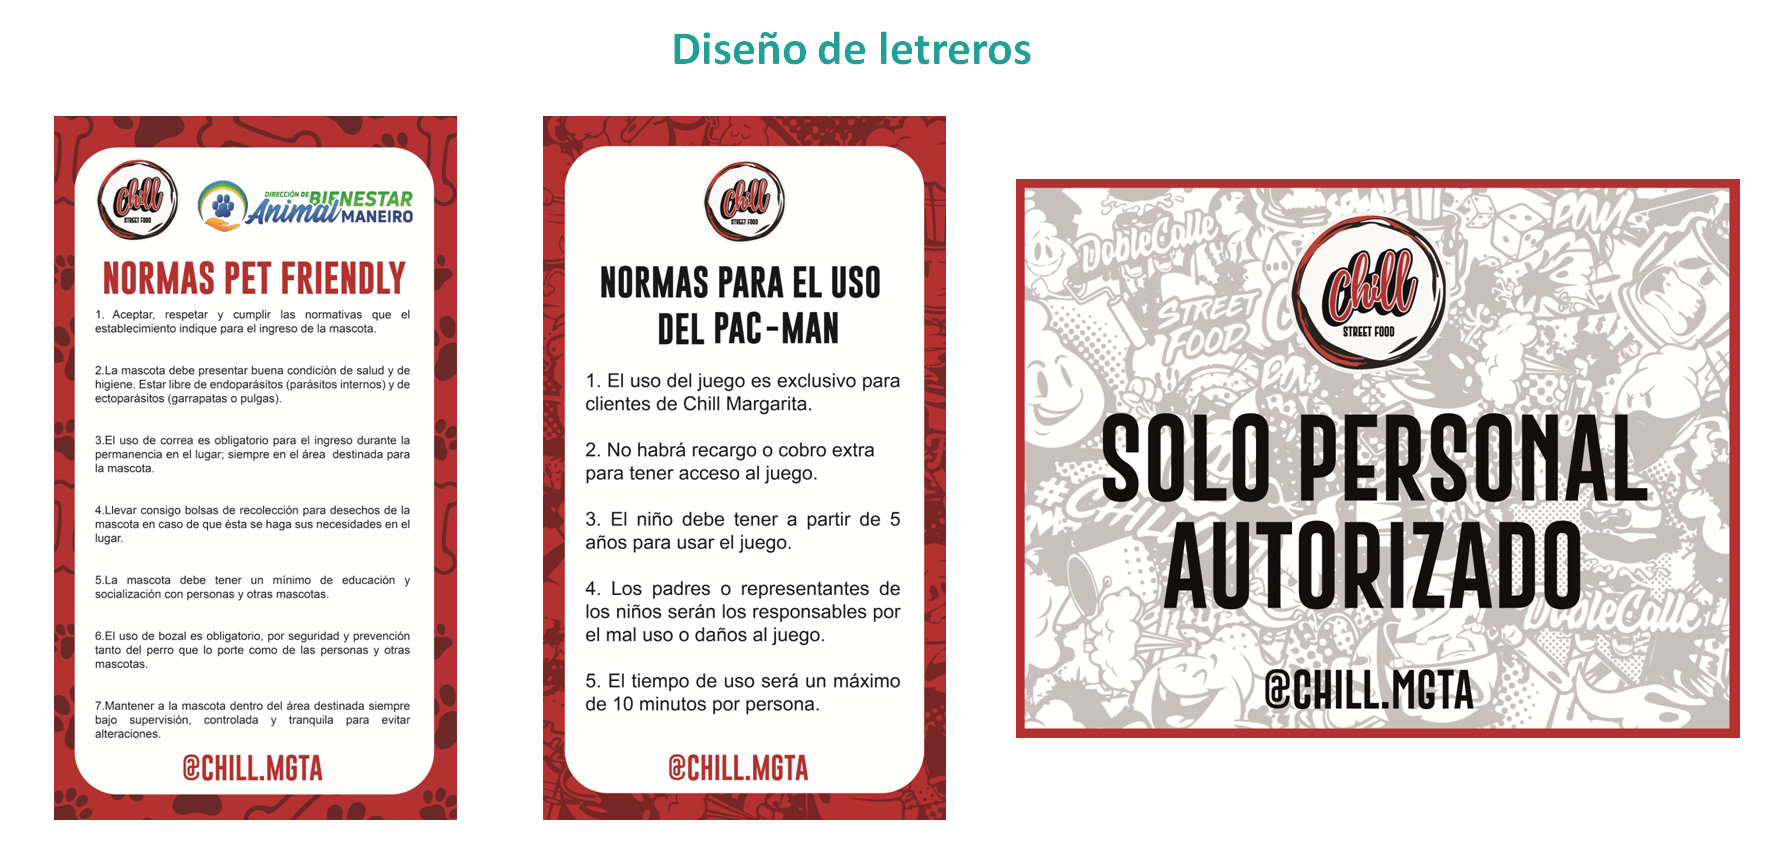 Diseño de letreros
Chill
STREET FOOD
DIRECCIÓN DE BIENESTAR
Animal MANEIRO
NORMAS PET FRIENDLY
1. Aceptar, respetar y cumplir las normativas que el
establecimiento indique para el ingreso de la mascota.
2.La mascota debe presentar buena condición de salud y de
higiene. Estar libre de endoparásitos (parásitos internos) y de
ectoparásitos (garrapatas o pulgas).
3.El uso de correa es obligatorio para el ingreso durante la
permanencia en el lugar; siempre en el área destinada para
la mascota.
4.Llevar consigo bolsas de recolección para desechos de la
mascota en caso de que ésta se haga sus necesidades en el
lugar.
5.La mascota debe tener un mínimo de educación y
socialización con personas y otras mascotas.
6.El uso de bozal es obligatorio, por seguridad y prevención
tanto del perro que lo porte como de las personas y otras
mascotas.
7.Mantener a la mascota dentro del área destinada siempre
bajo supervisión, controlada y tranquila para evitar
alteraciones.
@CHILL.MGTA
Chill
STREET FOOD
NORMAS PARA EL USO
DEL PAC-MAN
1. El uso del juego es exclusivo para
clientes de Chill Margarita.
2. No habrá recargo o cobro extra
para tener acceso al juego.
3. El niño debe tener a partir de 5
años para usar el juego.
4. Los padres o representantes de
los niños serán los responsables por
el mal uso o daños al juego.
5. El tiempo de uso será un máximo
de 10 minutos por persona.
@CHILL.MGTA
DobleCalle
POW!
STREET
FOOD
Chill
STREET FOOD
SOLO PERSONAL
AUTORIZADO
DobleCalle
@CHILL.MGTA